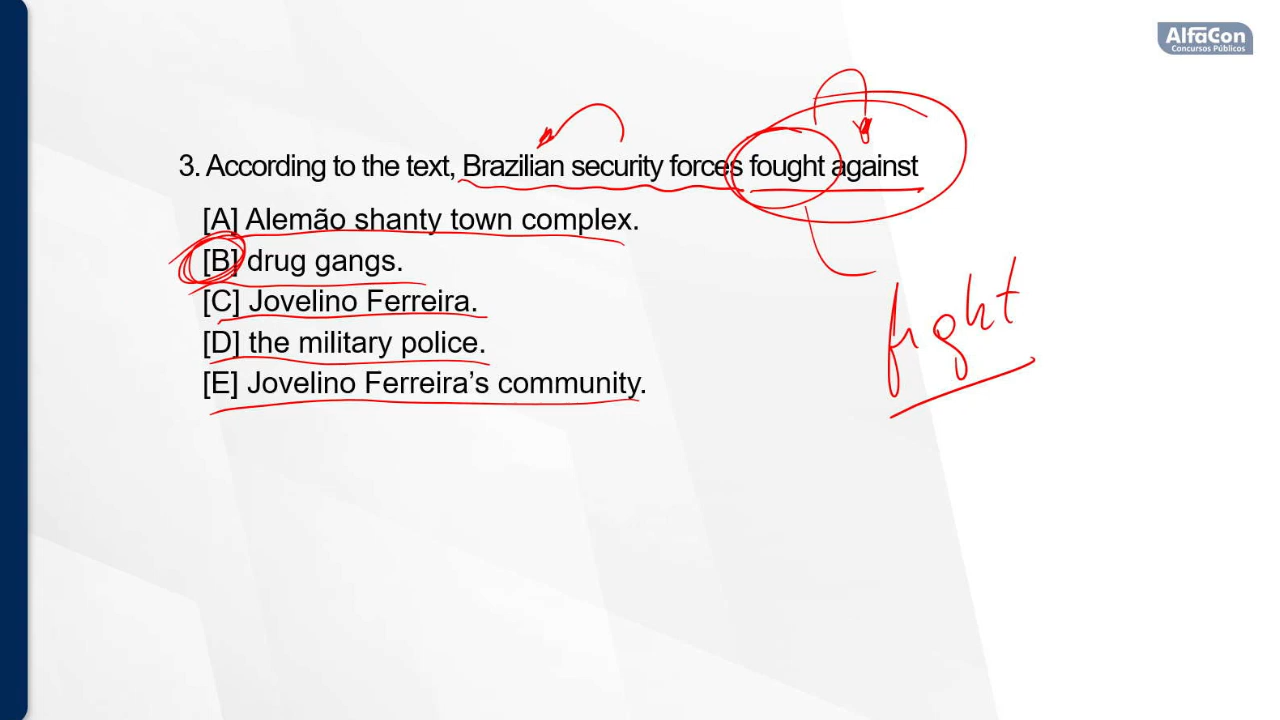 AlfaCon
Concursos Públicos
3. According to the text, Brazilian security forces fought against
[A] Alemão shanty town complex.
[B] drug gangs.
[C] Jovelino Ferreira.
[D] the military police.
[E] Jovelino Ferreira’s community.
fight